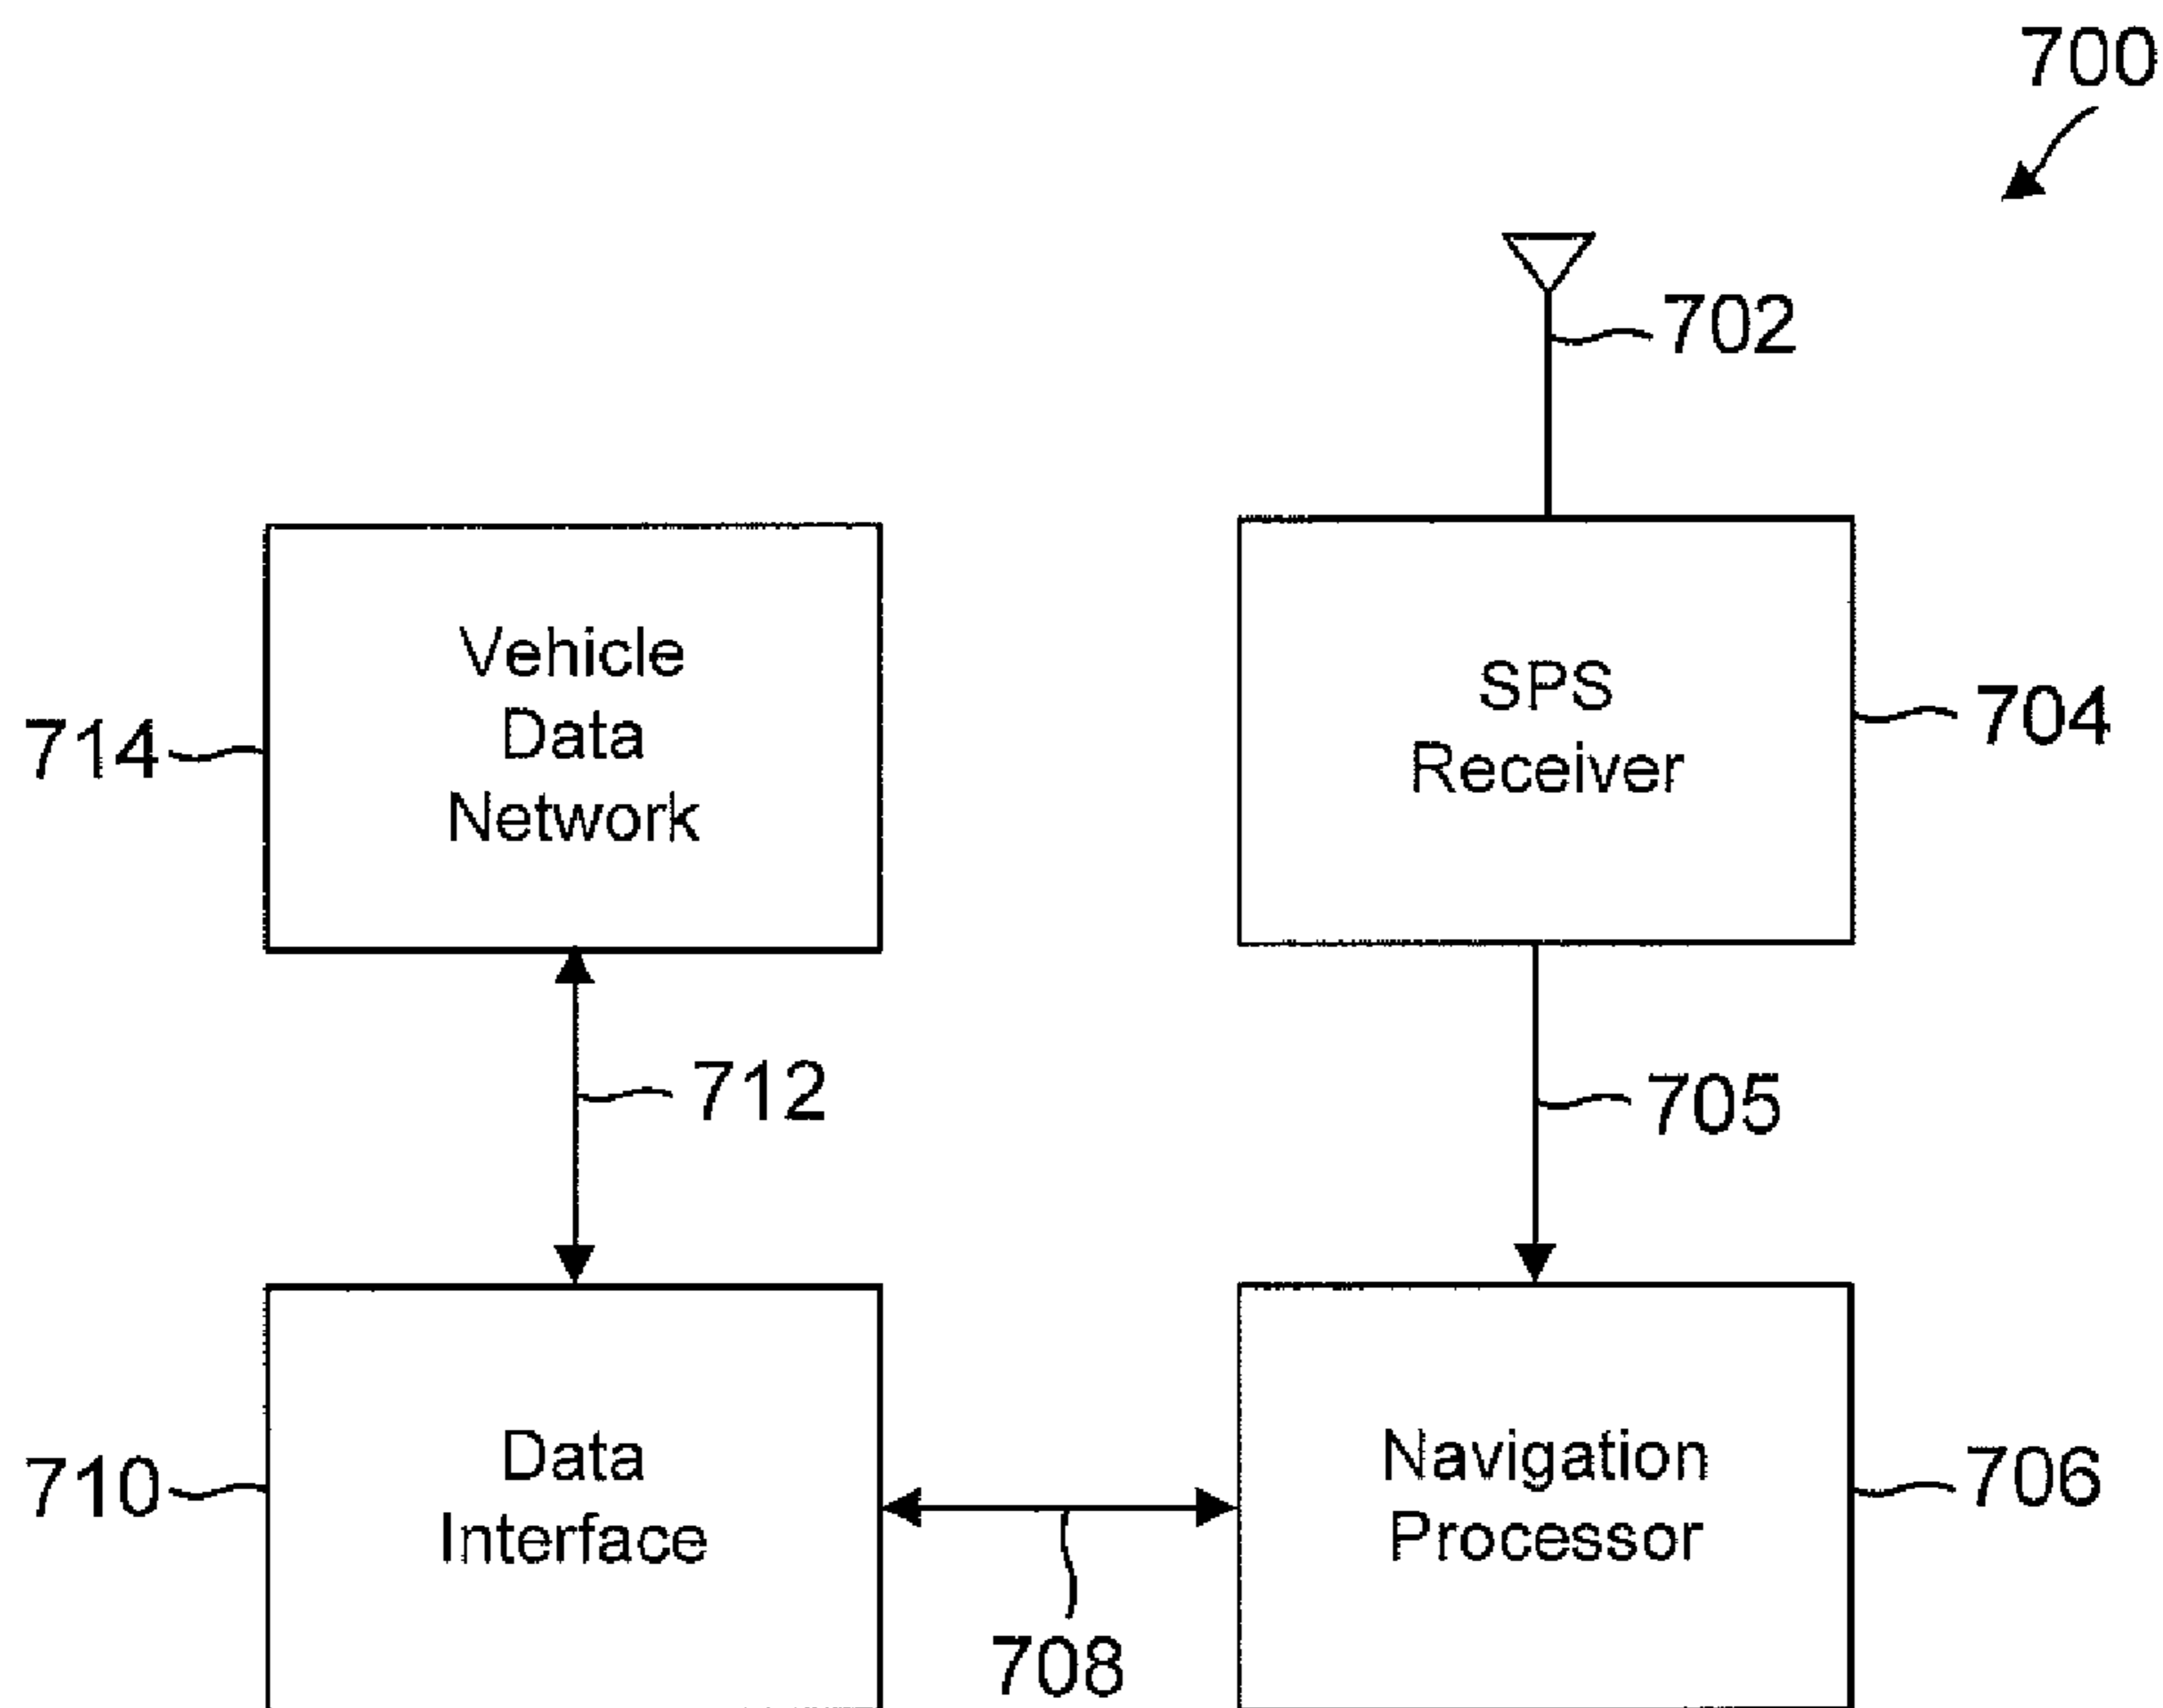 700
702
Vehicle
Data
Network
714
SPS
Receiver
704
712
705
Data
Interface
710
Navigation
Processor
706
708